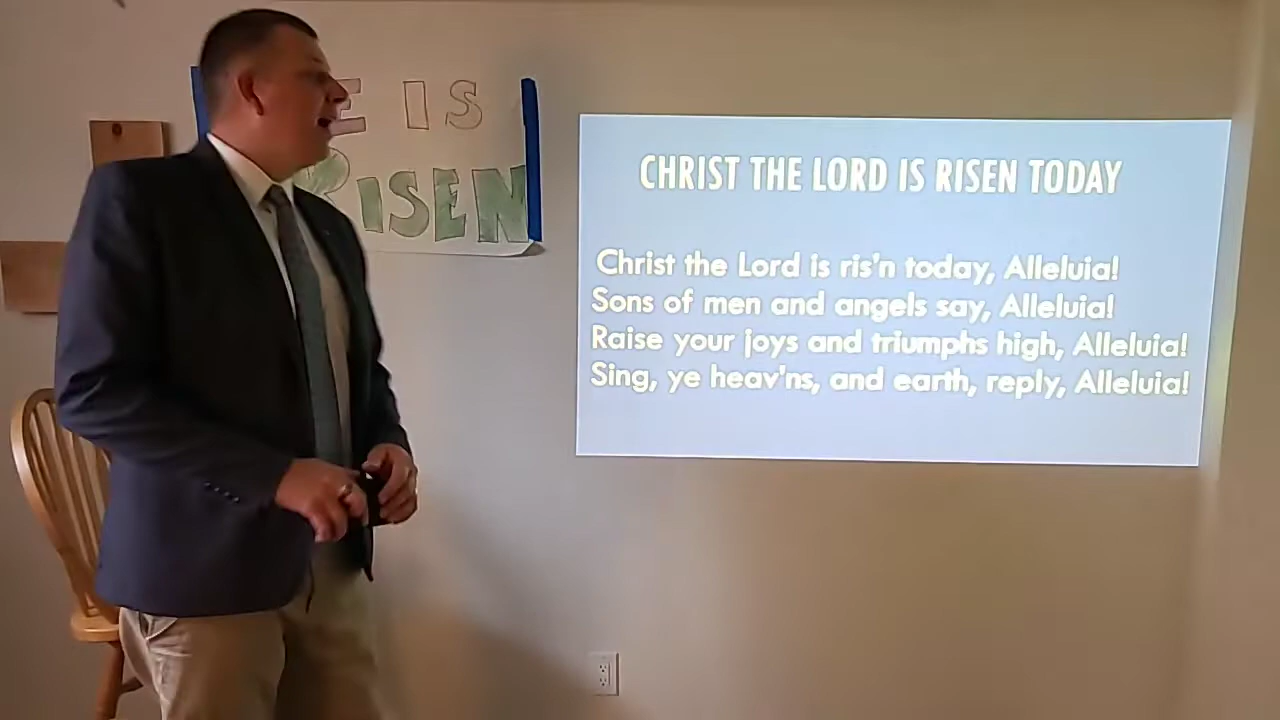 E IS
RISEN
CHRIST THE LORD IS RISEN TODAY
Christ the Lord is ris'n today, Alleluia!
Sons of men and angels say, Alleluia!
Raise your joys and triumphs high, Alleluia!
Sing, ye heav'ns, and earth, reply, Alleluia!